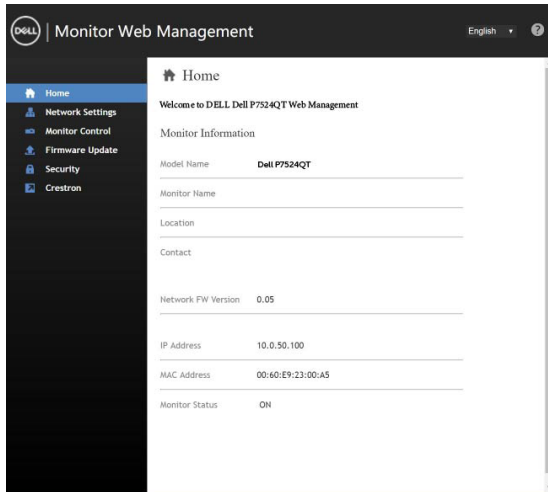 DELL
Monitor Web Management
English
?
Home
Network Settings
Monitor Control
Firmware Update
Security
Crestron
Home
Welcome to DELL Dell P7524QT Web Management
Monitor Information
Model Name Dell P7524QT
Monitor Name
Location
Contact
Network FW Version 0.05
IP Address 10.0.50.100
MAC Address 00:60:E9:23:00:A5
Monitor Status ON